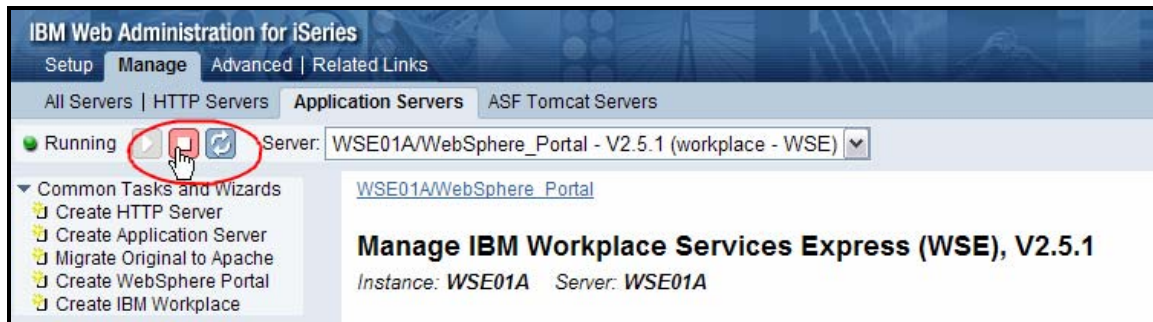 IBM Web Administration for iSeries
Setup Manage Advanced | Related Links
All Servers | HTTP Servers Application Servers ASF Tomcat Servers
Running Server: WSE01A/WebSphere_Portal - V2.5.1 (workplace - WSE)
Common Tasks and Wizards
Create HTTP Server
Create Application Server
Migrate Original to Apache
Create WebSphere Portal
Create IBM Workplace
WSE01A/WebSphere_Portal
Manage IBM Workplace Services Express (WSE), V2.5.1
Instance: WSE01A Server: WSE01A